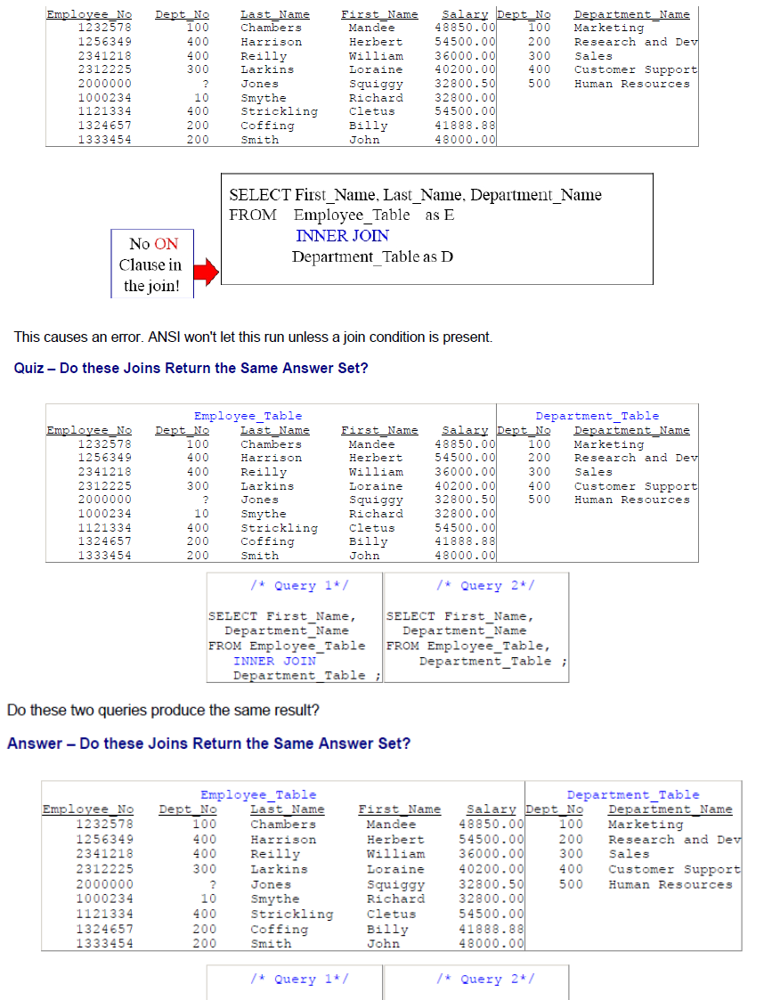 Employee_No Dept_No Last_Name First_Name Salary Dept_No Department_Name
1232578 100 Chambers Mandee 48850.00 100 Marketing
1256349 400 Harrison Herbert 54500.00 200 Research and Dev
2341218 400 Reilly William 36000.00 300 Sales
2312225 300 Larkins Loraine 40200.00 400 Customer Support
2000000 ? Jones Squiggy 32800.50 500 Human Resources
1000234 10 Smythe Richard 32800.00
1121334 400 Strickling Cletus 54500.00
1324657 200 Coffing Billy 41888.88
1333454 200 Smith John 48000.00
SELECT First_Name, Last_Name, Department_Name
FROM Employee_Table as E
INNER JOIN
Department_Table as D
No ON
Clause in
the join!
This causes an error. ANSI won't let this run unless a join condition is present.
Quiz – Do these Joins Return the Same Answer Set?
Employee_Table Department_Table
Employee_No Dept_No Last_Name First_Name Salary Dept_No Department_Name
1232578 100 Chambers Mandee 48850.00 100 Marketing
1256349 400 Harrison Herbert 54500.00 200 Research and Dev
2341218 400 Reilly William 36000.00 300 Sales
2312225 300 Larkins Loraine 40200.00 400 Customer Support
2000000 ? Jones Squiggy 32800.50 500 Human Resources
1000234 10 Smythe Richard 32800.00
1121334 400 Strickling Cletus 54500.00
1324657 200 Coffing Billy 41888.88
1333454 200 Smith John 48000.00
/* Query 1*/
SELECT First_Name,
Department_Name
FROM Employee_Table
INNER JOIN
Department_Table ;
/* Query 2*/
SELECT First_Name,
Department_Name
FROM Employee_Table,
Department_Table ;
Do these two queries produce the same result?
Answer – Do these Joins Return the Same Answer Set?
Employee_Table Department_Table
Employee_No Dept_No Last_Name First_Name Salary Dept_No Department_Name
1232578 100 Chambers Mandee 48850.00 100 Marketing
1256349 400 Harrison Herbert 54500.00 200 Research and Dev
2341218 400 Reilly William 36000.00 300 Sales
2312225 300 Larkins Loraine 40200.00 400 Customer Support
2000000 ? Jones Squiggy 32800.50 500 Human Resources
1000234 10 Smythe Richard 32800.00
1121334 400 Strickling Cletus 54500.00
1324657 200 Coffing Billy 41888.88
1333454 200 Smith John 48000.00
/* Query 1*/ /* Query 2*/